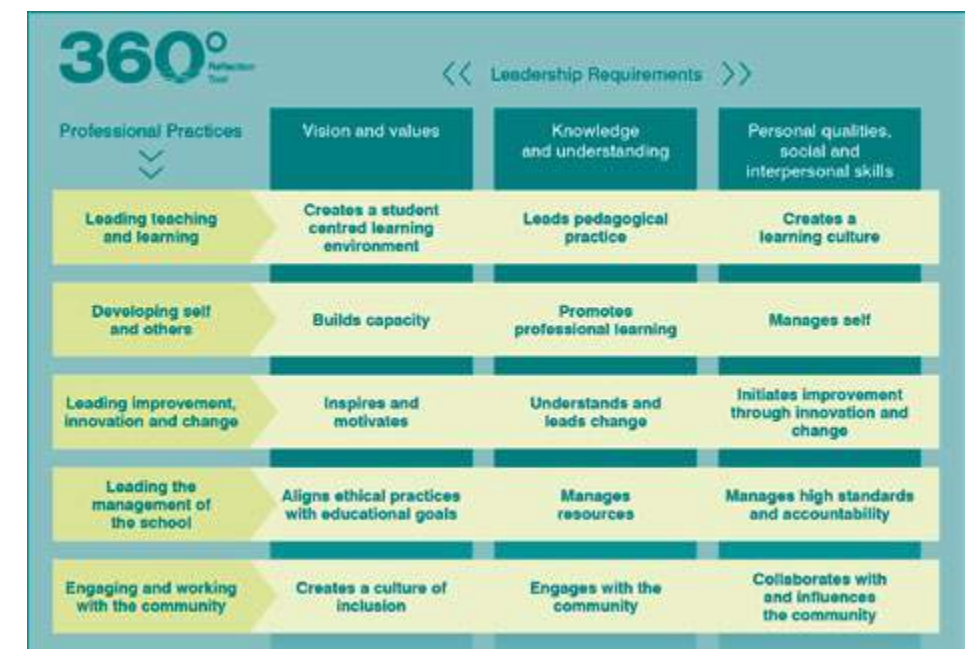 360°
Reflection
Tool
<< Leadership Requirements >>
Professional Practices
Vision and values
Knowledge
and understanding
Personal qualities,
social and
interpersonal skills
Leading teaching
and learning
Creates a student
centred learning
environment
Leads pedagogical
practice
Creates a
learning culture
Developing self
and others
Builds capacity
Promotes
professional learning
Manages self
Leading improvement,
innovation and change
Inspires and
motivates
Understands and
leads change
Initiates improvement
through innovation and
change
Leading the
management of
the school
Aligns ethical practices
with educational goals
Manages
resources
Manages high standards
and accountability
Engaging and working
with the community
Creates a culture of
inclusion
Engages with the
community
Collaborates with
and influences
the community